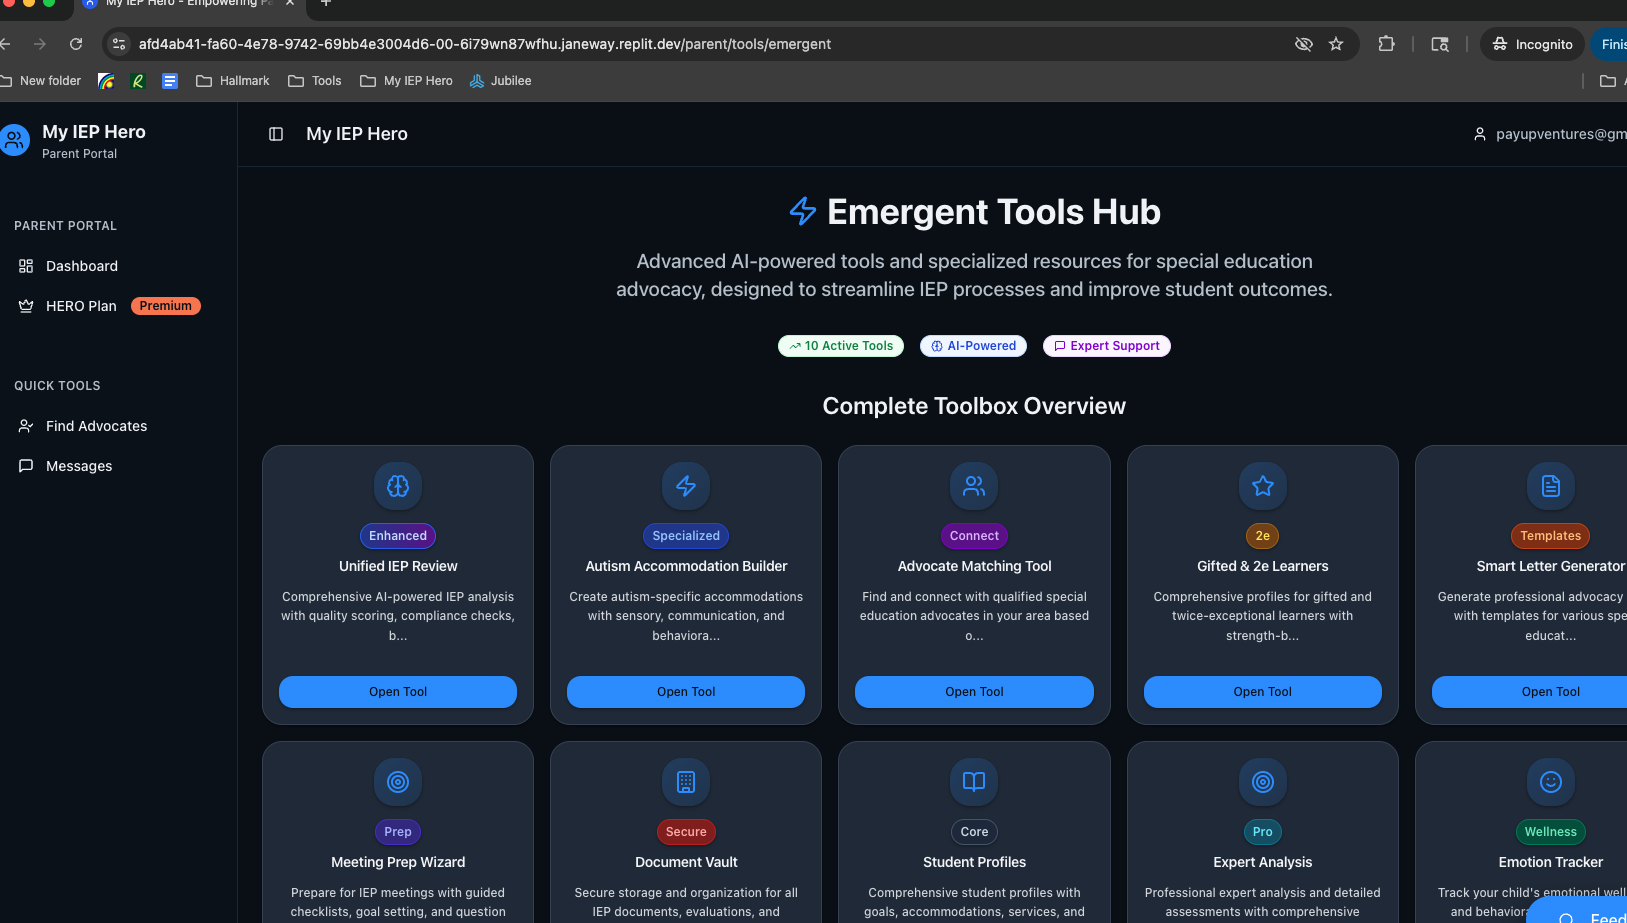 My IEP Hero - Empowering Pa
afd4ab41-fa60-4e78-9742-69bb4e3004d6-00-6i79wn87wfhu.janeway.replit.dev/parent/tools/emergent
Incognito
Finis
New folder
Hallmark
Tools
My IEP Hero
Jubilee
My IEP Hero
Parent Portal
My IEP Hero
payupventures@gm
PARENT PORTAL
Dashboard
HERO Plan
Premium
QUICK TOOLS
Find Advocates
Messages
Emergent Tools Hub
Advanced AI-powered tools and specialized resources for special education
advocacy, designed to streamline IEP processes and improve student outcomes.
10 Active Tools
AI-Powered
Expert Support
Complete Toolbox Overview
Enhanced
Unified IEP Review
Comprehensive AI-powered IEP analysis
with quality scoring, compliance checks,
b...
Open Tool
Specialized
Autism Accommodation Builder
Create autism-specific accommodations
with sensory, communication, and
behaviora...
Open Tool
Connect
Advocate Matching Tool
Find and connect with qualified special
education advocates in your area based
o...
Open Tool
2e
Gifted & 2e Learners
Comprehensive profiles for gifted and
twice-exceptional learners with
strength-b...
Open Tool
Templates
Smart Letter Generator
Generate professional advocacy
with templates for various spe
educat...
Open Tool
Prep
Meeting Prep Wizard
Prepare for IEP meetings with guided
checklists, goal setting, and question
Secure
Document Vault
Secure storage and organization for all
IEP documents, evaluations, and
Core
Student Profiles
Comprehensive student profiles with
goals, accommodations, services, and
Pro
Expert Analysis
Professional expert analysis and detailed
assessments with comprehensive
Wellness
Emotion Tracker
Track your child's emotional well
and behavior
Feed